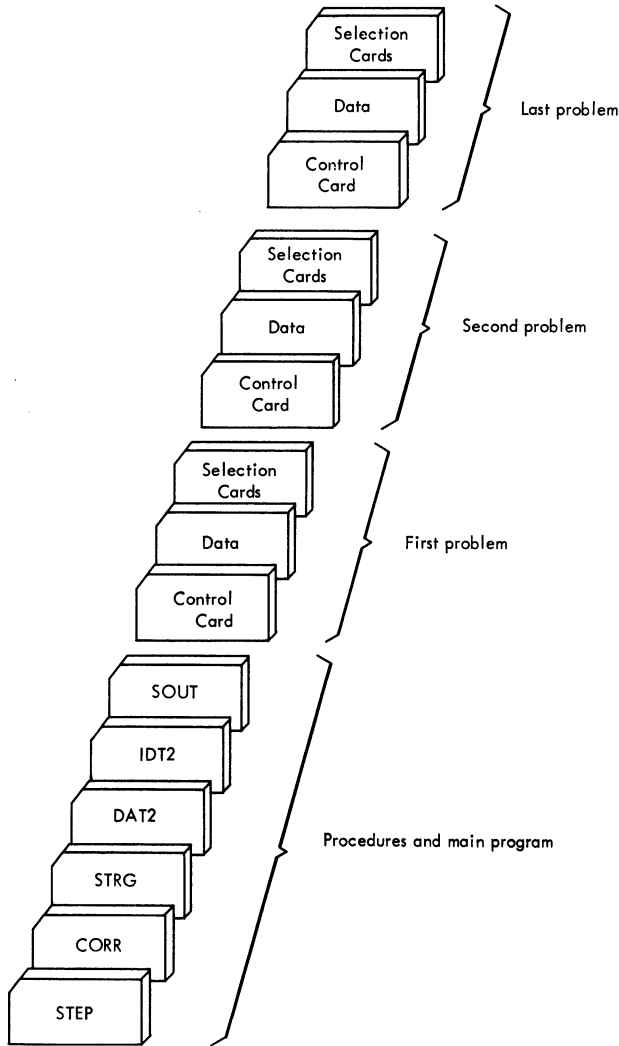 Selection
Cards
Data
Last problem
Control
Card
Selection
Cards
Data
Second problem
Control
Card
Selection
Cards
Data
First problem
Control
Card
SOUT
IDT2
DAT2
Procedures and main program
STRG
CORR
STEP